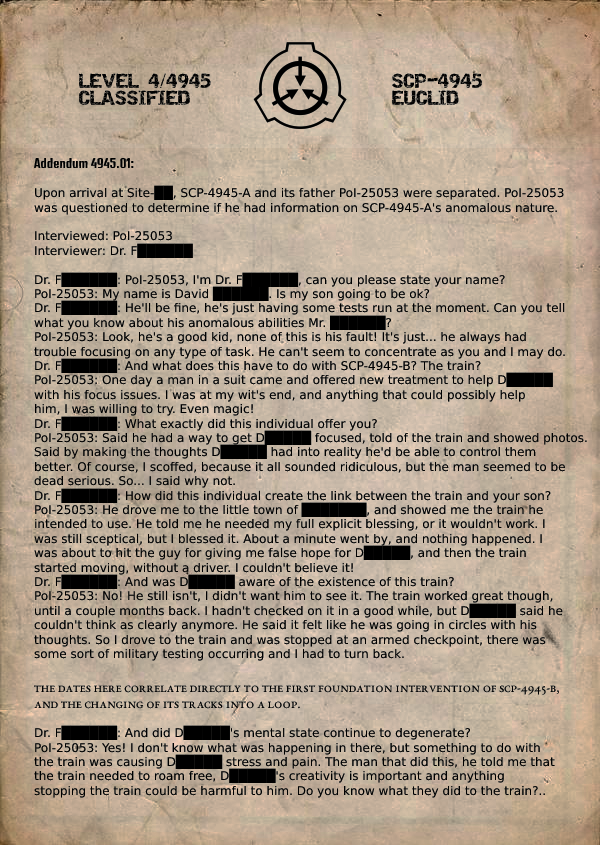 LEVEL 4/4945
CLASSIFIED
SCP-4945
EUCLID
Addendum 4945.01:
Upon arrival at Site-██, SCP-4945-A and its father PoI-25053 were separated. PoI-25053
was questioned to determine if he had information on SCP-4945-A's anomalous nature.
Interviewed: PoI-25053
Interviewer: Dr. F██████
Dr. F██████: PoI-25053, I'm Dr. F██████, can you please state your name?
PoI-25053: My name is David ██████. Is my son going to be ok?
Dr. F██████: He'll be fine, he's just having some tests run at the moment. Can you tell
what you know about his anomalous abilities Mr. ██████?
PoI-25053: Look, he's a good kid, none of this is his fault! It's just... he always had
trouble focusing on any type of task. He can't seem to concentrate as you and I may do.
Dr. F██████: And what does this have to do with SCP-4945-B? The train?
PoI-25053: One day a man in a suit came and offered new treatment to help D█████
with his focus issues. I was at my wit's end, and anything that could possibly help
him, I was willing to try. Even magic!
Dr. F██████: What exactly did this individual offer you?
PoI-25053: Said he had a way to get D█████ focused, told of the train and showed photos.
Said by making the thoughts D█████ had into reality he'd be able to control them
better. Of course, I scoffed, because it all sounded ridiculous, but the man seemed to be
dead serious. So... I said why not.
Dr. F██████: How did this individual create the link between the train and your son?
PoI-25053: He drove me to the little town of ███████, and showed me the train he
intended to use. He told me he needed my full explicit blessing, or it wouldn't work. I
was still sceptical, but I blessed it. About a minute went by, and nothing happened. I
was about to hit the guy for giving me false hope for D█████, and then the train
started moving, without a driver. I couldn't believe it!
Dr. F██████: And was D█████ aware of the existence of this train?
PoI-25053: No! He still isn't, I didn't want him to see it. The train worked great though,
until a couple months back. I hadn't checked on it in a good while, but D█████ said he
couldn't think as clearly anymore. He said it felt like he was going in circles with his
thoughts. So I drove to the train and was stopped at an armed checkpoint, there was
some sort of military testing occurring and I had to turn back.
THE DATES HERE CORRELATE DIRECTLY TO THE FIRST FOUNDATION INTERVENTION OF SCP-4945-B,
AND THE CHANGING OF ITS TRACKS INTO A LOOP.
Dr. F██████: And did D█████'s mental state continue to degenerate?
PoI-25053: Yes! I don't know what was happening in there, but something to do with
the train was causing D█████ stress and pain. The man that did this, he told me that
the train needed to roam free, D█████'s creativity is important and anything
stopping the train could be harmful to him. Do you know what they did to the train?..